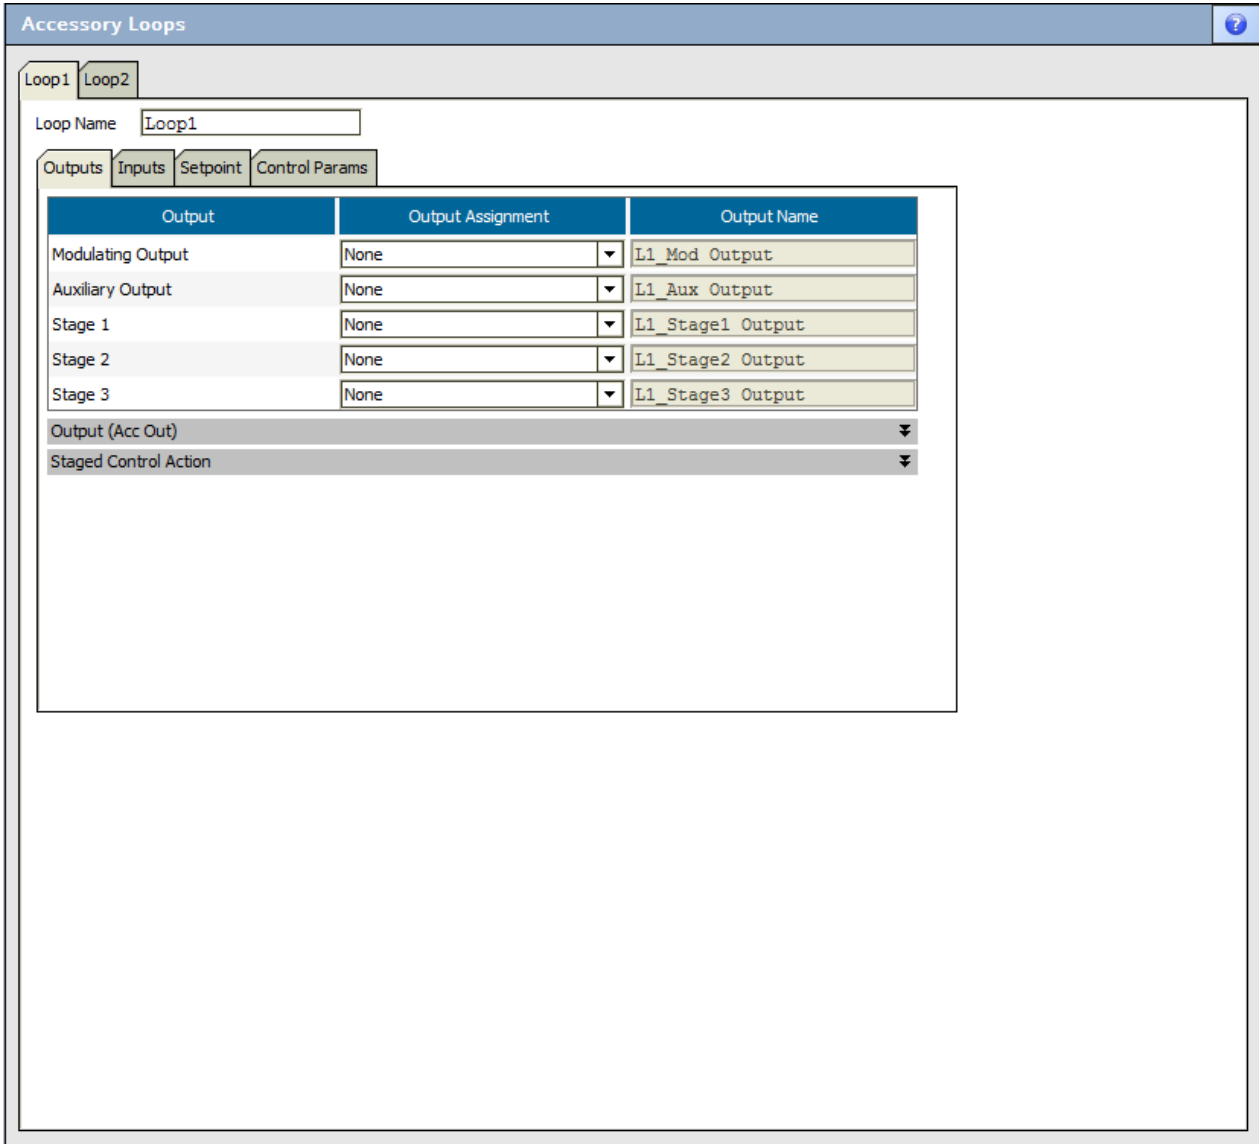 Accessory Loops
Loop1 Loop2
Loop Name Loop1
Outputs Inputs Setpoint Control Params
Output Output Assignment Output Name
Modulating Output None L1_Mod Output
Auxiliary Output None L1_Aux Output
Stage 1 None L1_Stage1 Output
Stage 2 None L1_Stage2 Output
Stage 3 None L1_Stage3 Output
Output (Acc Out)
Staged Control Action